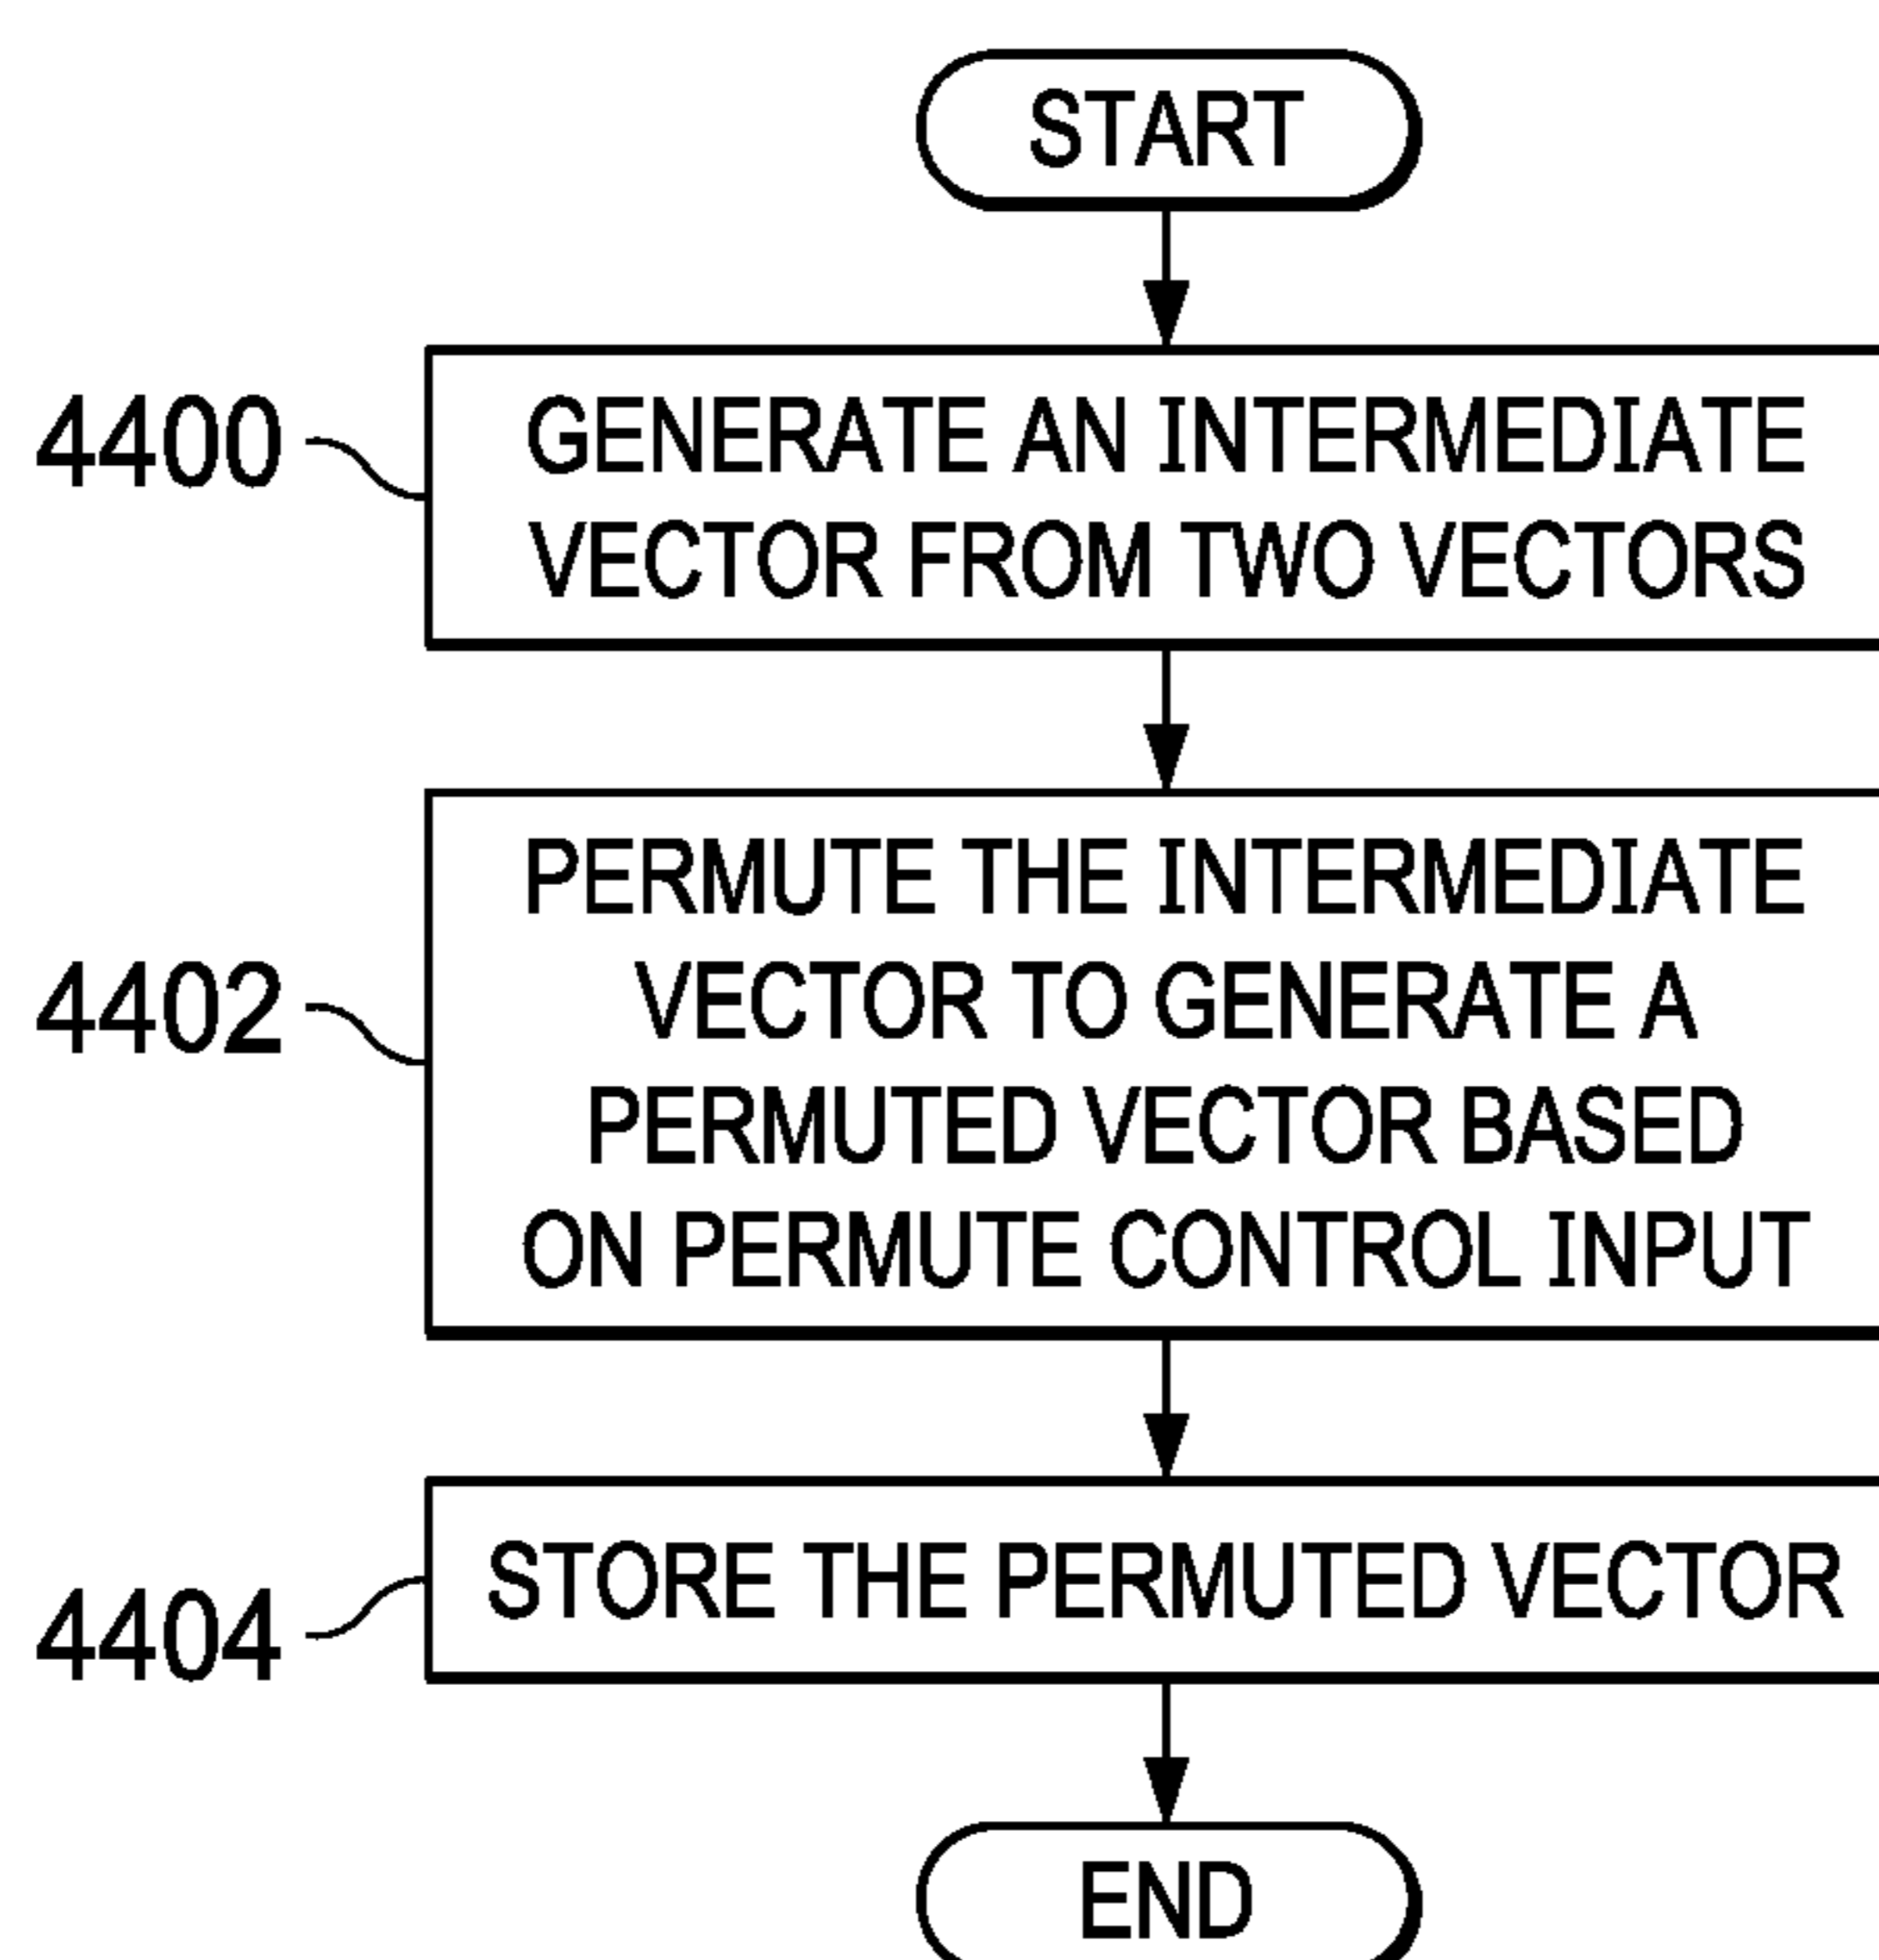 START
4400
GENERATE AN INTERMEDIATE
VECTOR FROM TWO VECTORS
4402
PERMUTE THE INTERMEDIATE
VECTOR TO GENERATE A
PERMUTED VECTOR BASED
ON PERMUTE CONTROL INPUT
4404
STORE THE PERMUTED VECTOR
END